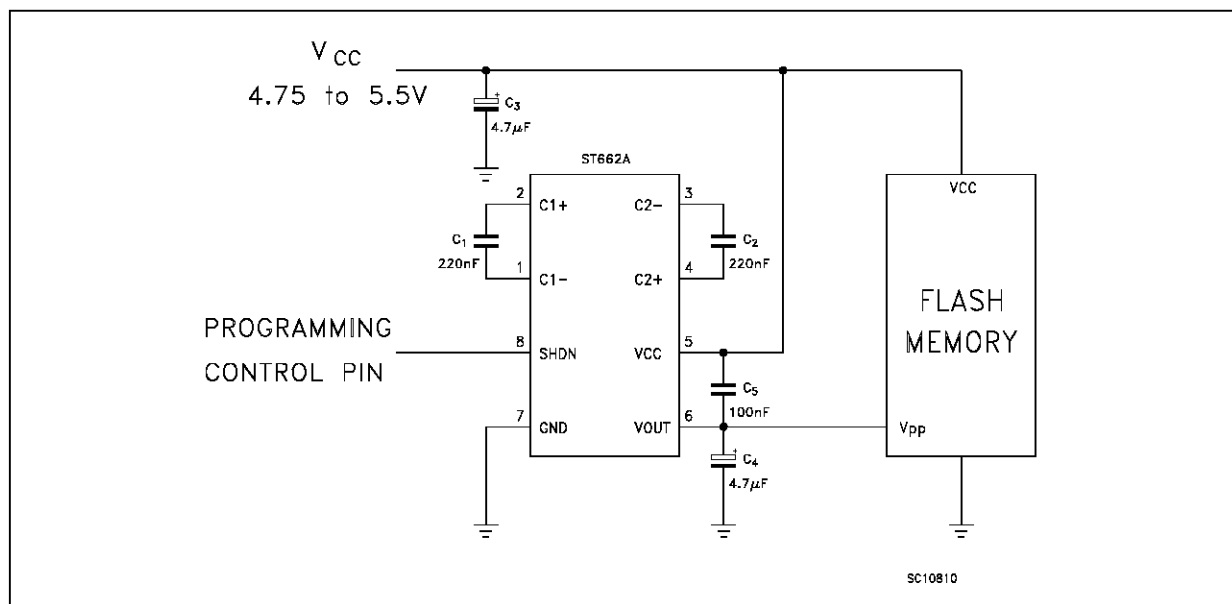 VCC
4.75 to 5.5V
+
C3
4.7μF
ST662A
2
C1+
C2-
3
VCC
C1
220nF
C2
220nF
1
C1-
C2+
4
FLASH
MEMORY
PROGRAMMING
CONTROL PIN
8
SHDN
VCC
5
C5
100nF
7
GND
VOUT
6
Vpp
+
C4
4.7μF
SC10810